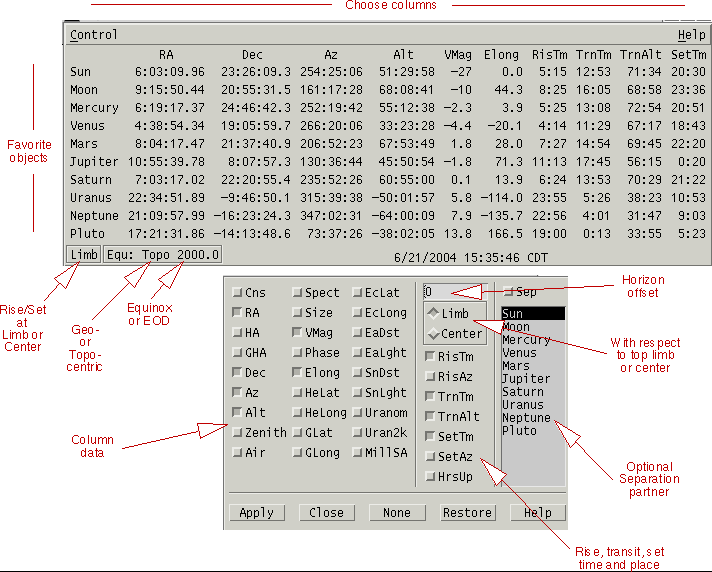 Choose columns
Control Help
RA Dec Az Alt VMag Elong RisTm TrnTm TrnAlt SetTm
Sun 6:03:09.96 23:26:09.3 254:25:06 51:29:58 -27 0.0 5:15 12:53 71:34 20:30
Moon 9:15:50.44 20:55:31.5 161:17:28 68:08:41 -10 44.3 8:25 16:05 68:58 23:36
Mercury 6:19:17.37 24:46:42.3 252:19:42 55:12:38 -2.3 3.9 5:25 13:08 72:54 20:51
Venus 4:38:54.34 19:05:59.7 266:20:06 33:23:28 -4.4 -20.1 4:14 11:29 67:17 18:43
Mars 8:04:17.47 21:37:40.9 206:52:23 67:53:49 1.8 28.0 7:27 14:54 69:45 22:20
Jupiter 10:55:39.78 8:07:57.3 130:36:44 45:50:54 -1.8 71.3 11:13 17:45 56:15 0:20
Saturn 7:03:17.02 22:20:55.4 235:52:26 60:55:00 0.1 13.9 6:24 13:53 70:29 21:22
Uranus 22:34:51.89 -9:46:50.1 315:39:38 -50:01:57 5.8 -114.0 23:55 5:26 38:23 10:53
Neptune 21:09:57.99 -16:23:24.3 347:02:31 -64:00:09 7.9 -135.7 22:56 4:01 31:47 9:03
Pluto 17:21:31.86 -14:13:48.6 73:37:26 -38:02:05 13.8 166.5 19:00 0:13 33:55 5:23
Limb Equ: Topo 2000.0 6/21/2004 15:35:46 CDT
Favorite
objects
Rise/Set
at
Limb or
Center
Geo-
or
Topo-
centric
Equinox
or EOD
Horizon
offset
Cns Spect EcLat 0 Sep
RA Size EcLong Limb Sun
HA VMag EaDst Center Moon
GHA Phase EaLght RisTm Mercury
Dec Elong SnDst RisAz Venus
Az HeLat SnLght TrnTm Mars
Alt HeLong Uranom TrnAlt Jupiter
Zenith GLat Uran2k SetTm Saturn
Air GLong MillSA SetAz Uranus
HrsUp Neptune
Pluto
Apply Close None Restore Help
With respect
to top limb
or center
Column
data
Optional
Separation
partner
Rise, transit, set
time and place